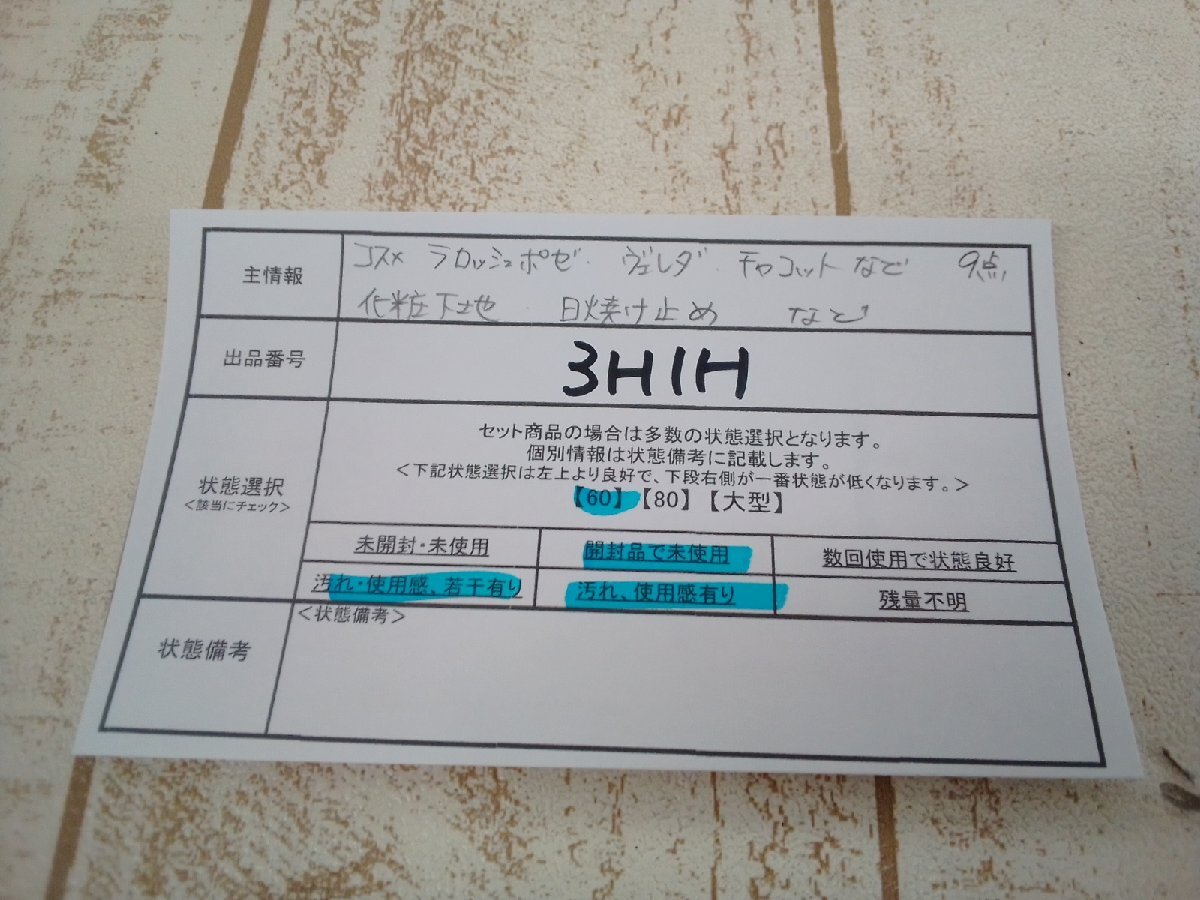 主情報
コスメ ラロッシュポゼ. ヴェレダ チャコットなど 9点
化粧下地 . 日焼け止め など
出品番号
3H1H
状態選択
<該当にチェック>
セット商品の場合は多数の状態選択となります。
個別情報は状態備考に記載します。
<下記状態選択は左上より良好で、下段右側が一番状態が低くなります。>
【60】【80】【大型】
未開封・未使用 開封品で未使用 数回使用で状態良好
汚れ・使用感、若干有り 汚れ、使用感有り 残量不明
状態備考
<状態備考>